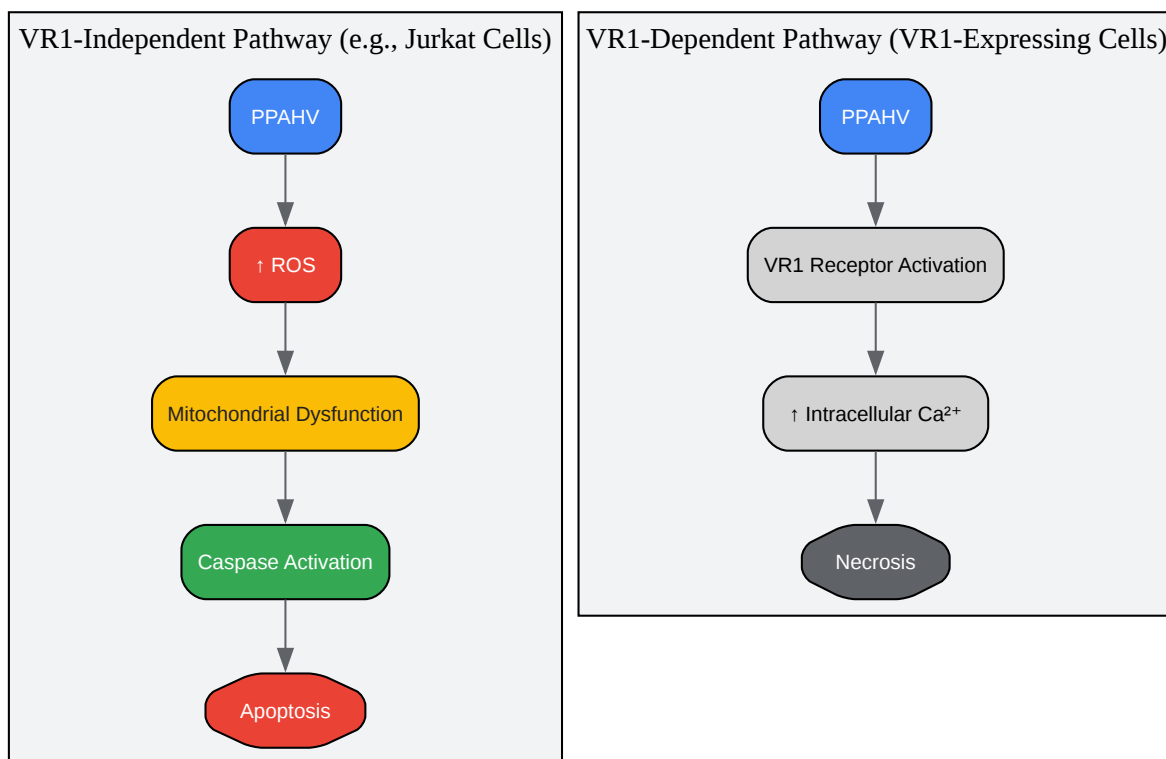 VR1-Independent Pathway (e.g., Jurkat Cells)
PPAHV
↑ ROS
Mitochondrial Dysfunction
Caspase Activation
Apoptosis
VR1-Dependent Pathway (VR1-Expressing Cells)
PPAHV
VR1 Receptor Activation
↑ Intracellular Ca²⁺
Necrosis